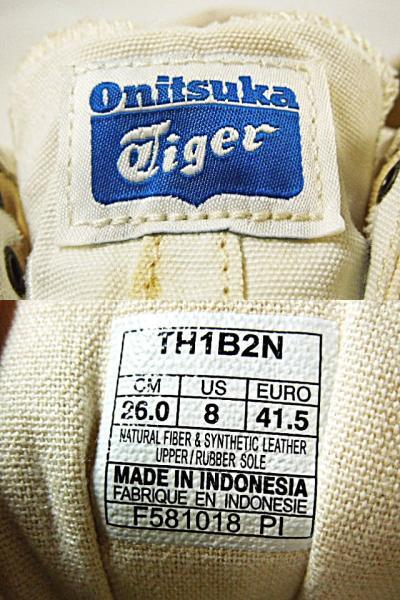 Onitsuka
Tiger
TH1B2N
CM US EURO
26.0 8 41.5
NATURAL FIBER & SYNTHETIC LEATHER
UPPER/RUBBER SOLE
MADE IN INDONESIA
FABRIQUE EN INDONESIE
F581018 PI